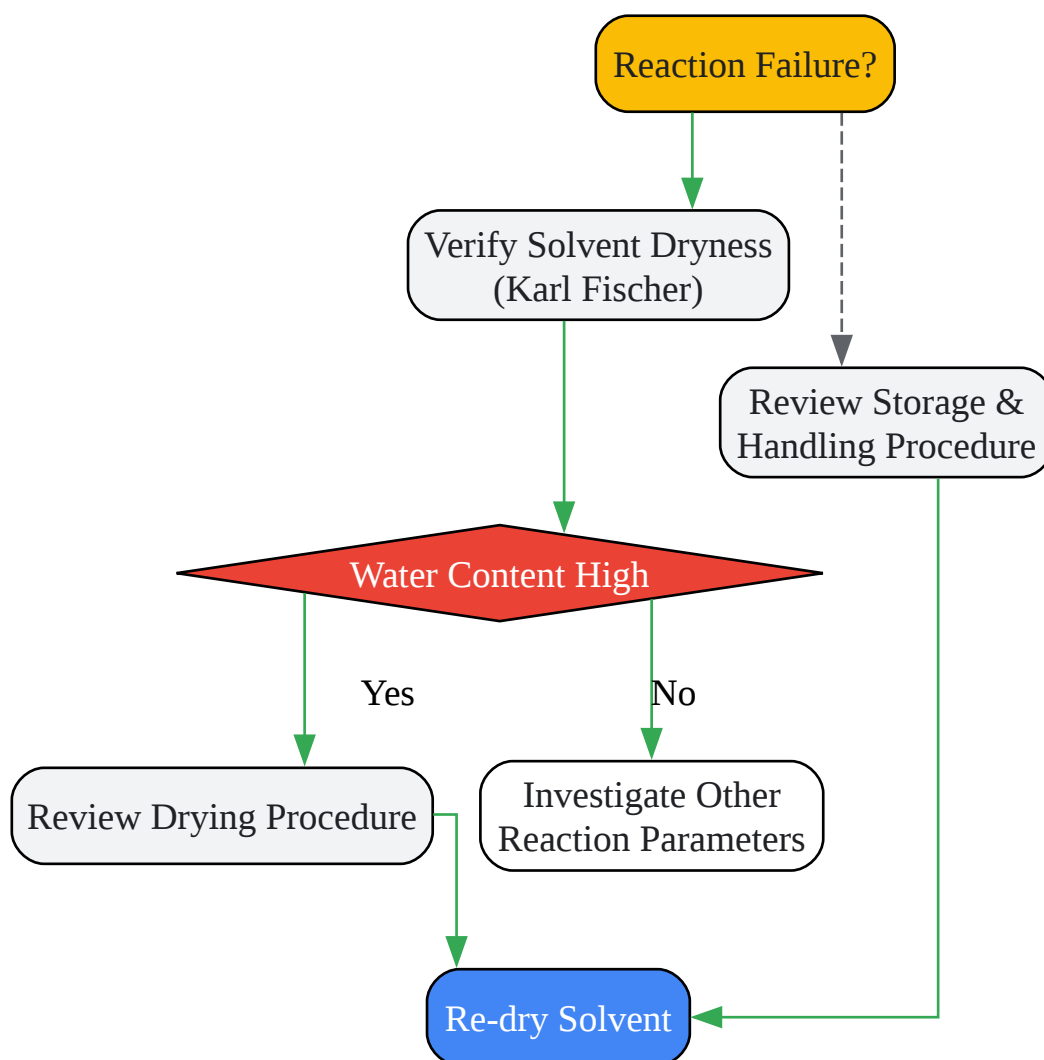 Reaction Failure?
Verify Solvent Dryness
(Karl Fischer)
Review Storage &
Handling Procedure
Water Content High
Yes
No
Review Drying Procedure
Investigate Other
Reaction Parameters
Re-dry Solvent